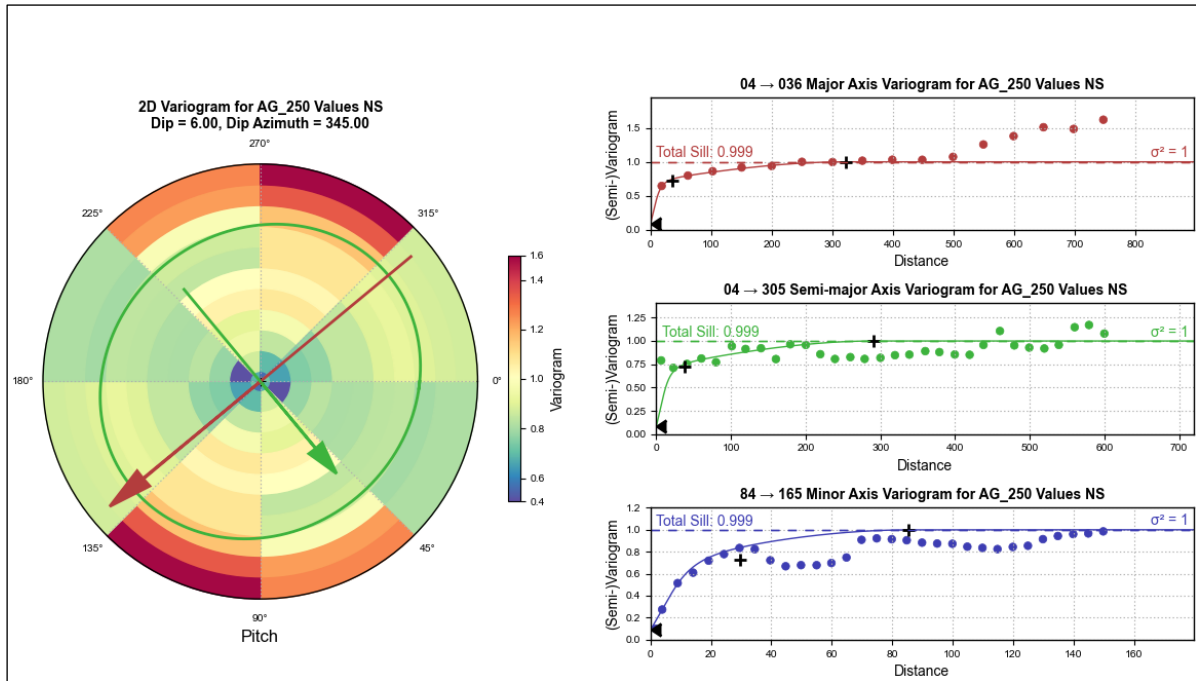 2D Variogram for AG_250 Values NS
Dip = 6.00, Dip Azimuth = 345.00
270°
225°
315°
180°
0°
135°
45°
90°
Pitch
1.6
1.4
1.2
1.0
0.8
0.6
0.4
Variogram
04 → 036 Major Axis Variogram for AG_250 Values NS
Total Sill: 0.999
σ² = 1
(Semi-)Variogram
1.5
1.0
0.5
0.0
0 100 200 300 400 500 600 700 800
Distance
04 → 305 Semi-major Axis Variogram for AG_250 Values NS
Total Sill: 0.999
σ² = 1
(Semi-)Variogram
1.25
1.00
0.75
0.50
0.25
0.00
0 100 200 300 400 500 600 700
Distance
84 → 165 Minor Axis Variogram for AG_250 Values NS
Total Sill: 0.999
σ² = 1
(Semi-)Variogram
1.2
1.0
0.8
0.6
0.4
0.2
0.0
0 20 40 60 80 100 120 140 160
Distance